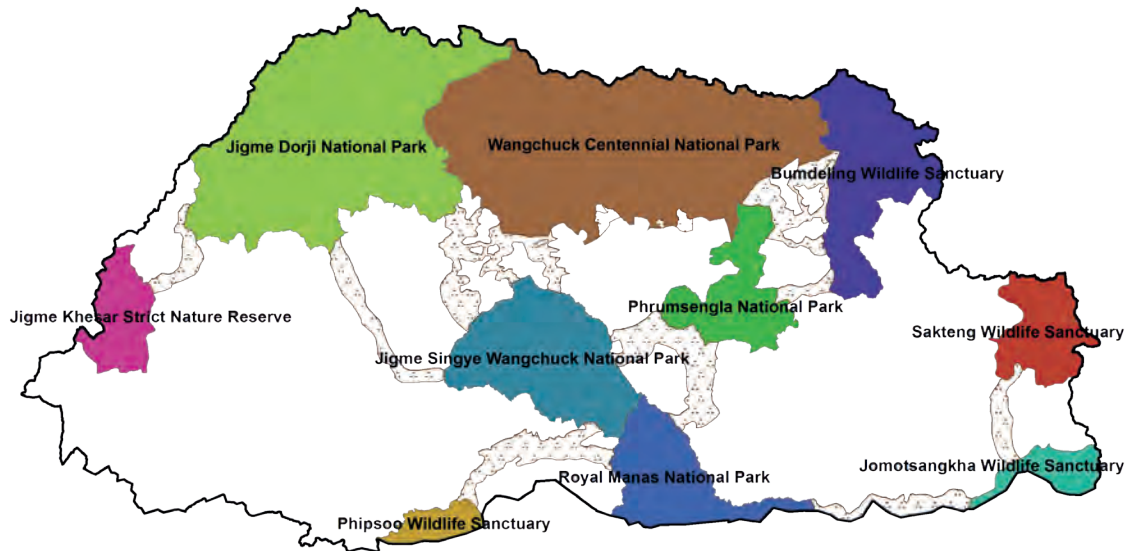 Jigme Dorji National Park
Wangchuck Centennial National Park
Bumdeling Wildlife Sanctuary
Jigme Khesar Strict Nature Reserve
Phrumsengla National Park
Sakteng Wildlife Sanctuary
Jigme Singye Wangchuck National Park
Jomotsangkha Wildlife Sanctuary
Royal Manas National Park
Phipsoo Wildlife Sanctuary